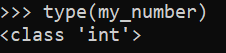 >>> type(my_number)
<class 'int'>